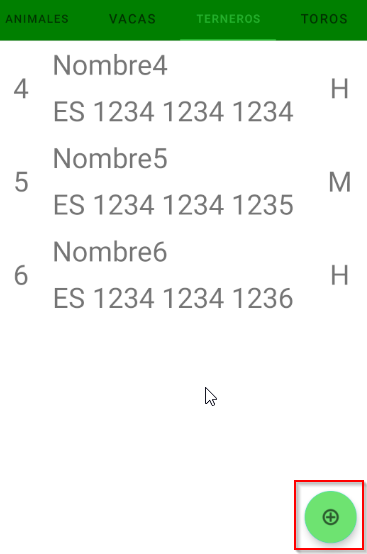 ANIMALES VACAS TERNEROS TOROS
Nombre4
4 H
ES 1234 1234 1234
Nombre5
5 M
ES 1234 1234 1235
Nombre6
6 H
ES 1234 1234 1236